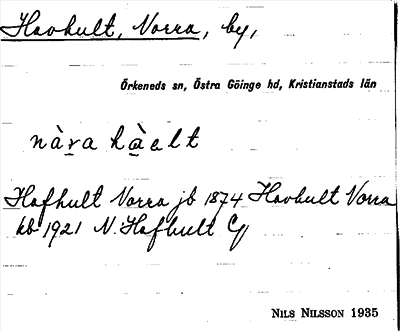 Havhult, Norra, by,
Örkeneds sn, Östra Göinge hd, Kristianstads län
nàra hàalt
Hafhult Norra jb 1874 Havhult Norra
kb 1921 N. Hafhult
NILS NILSSON 1935